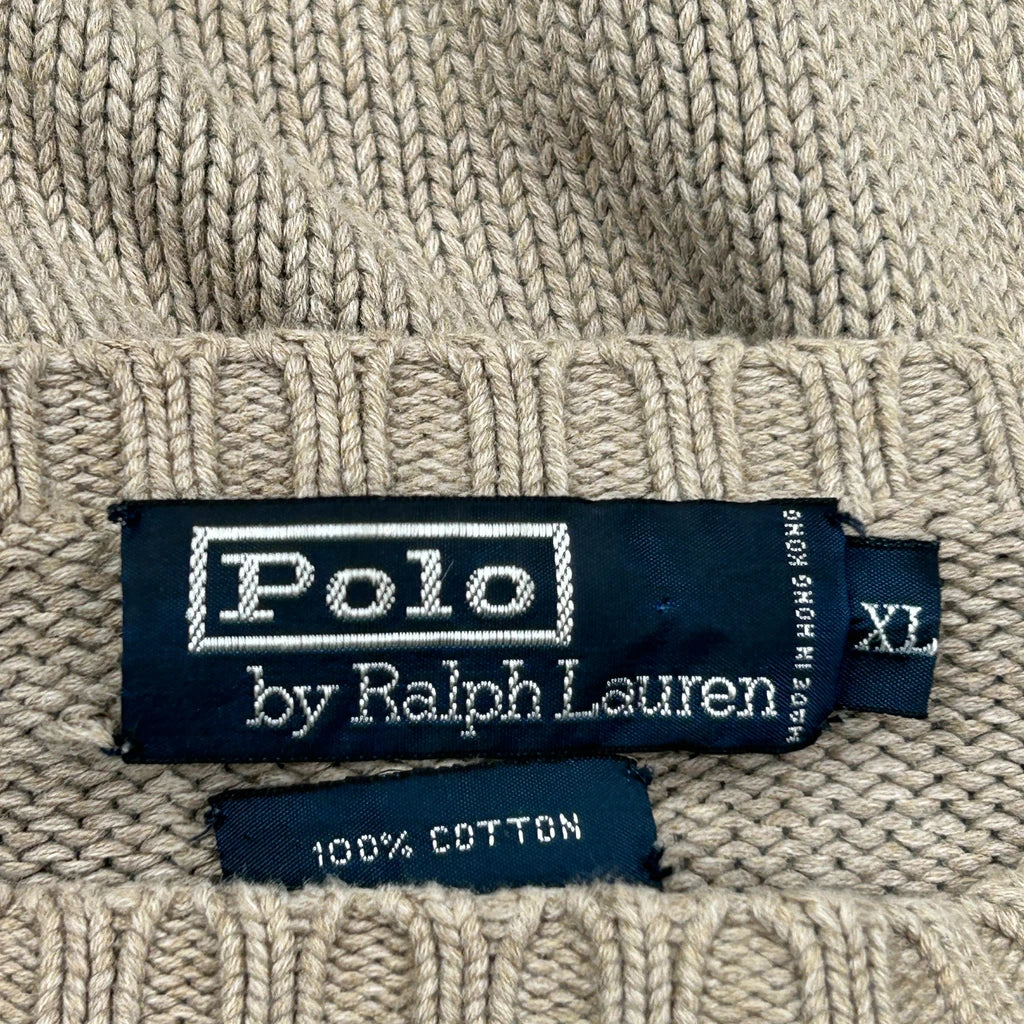 Polo
by Ralph Lauren
MADE IN HONG KONG
XL
100% COTTON